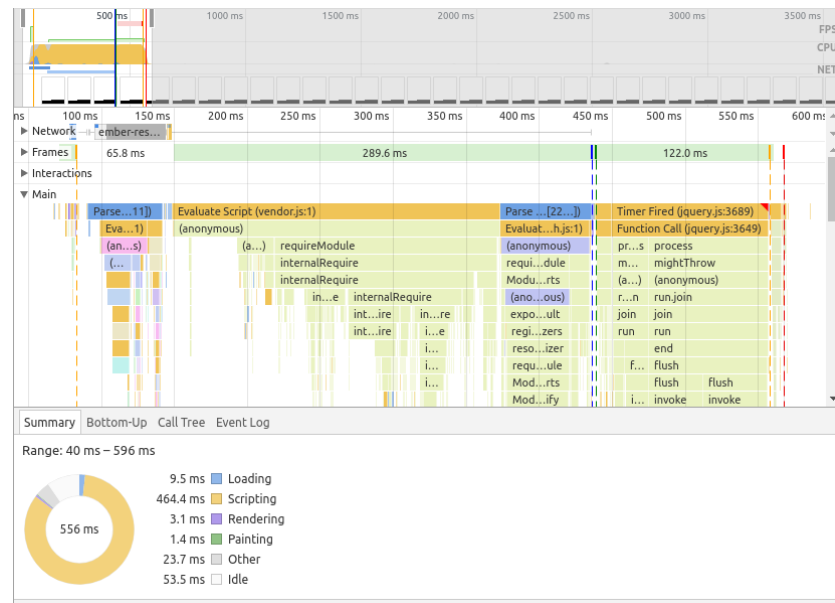 500 ms 1000 ms 1500 ms 2000 ms 2500 ms 3000 ms 3500 ms
FPS
CPU
NET
ns 100 ms 150 ms 200 ms 250 ms 300 ms 350 ms 400 ms 450 ms 500 ms 550 ms 600 ms
Network ember-res...
Frames 65.8 ms 289.6 ms 122.0 ms
Interactions
Main
Parse...11]) Evaluate Script (vendor.js:1) Parse ...[22...]) Timer Fired (jquery.js:3689)
Eva...1) (anonymous) Evaluat...h.js:1) Function Call (jquery.js:3649)
(an...s) (a...) requireModule (anonymous) pr...s process
(... internalRequire requi...dule m... mightThrow
internalRequire Modu...rts (a...) (anonymous)
in...e internalRequire (ano...ous) r...n run.join
int...ire in...re expo...ult join join
int...ire i...e regi...zers run run
i... reso...izer end
i... requ...ule f... flush
i... Mod...rts flush flush
Mod...ify i... invoke invoke
Summary Bottom-Up Call Tree Event Log
Range: 40 ms – 596 ms
556 ms
9.5 ms Loading
464.4 ms Scripting
3.1 ms Rendering
1.4 ms Painting
23.7 ms Other
53.5 ms Idle